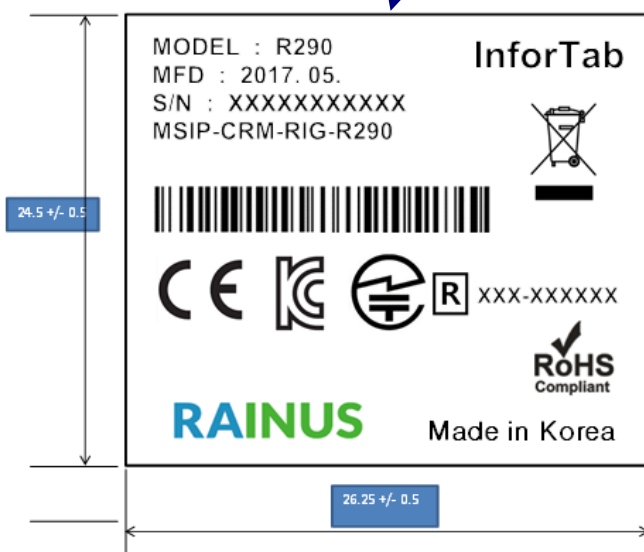 MODEL : R290
MFD : 2017. 05.
S/N : XXXXXXXXXXX
MSIP-CRM-RIG-R290
InforTab
24.5 +/- 0.5
CE
R XXX-XXXXXX
RoHS
Compliant
RAINUS
Made in Korea
26.25 +/- 0.5